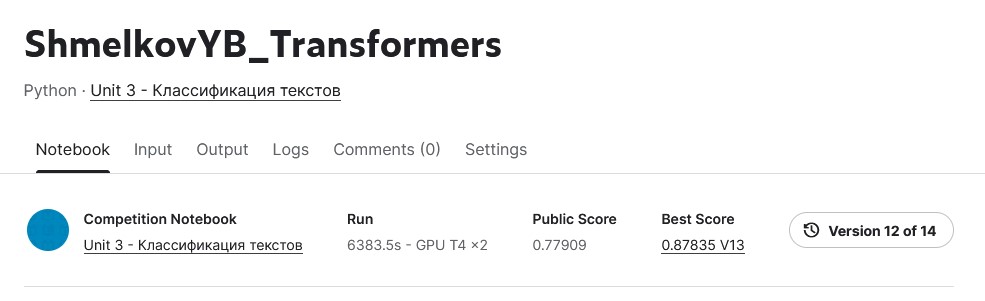 ShmelkovYB_Transformers
Python · Unit 3 - Классификация текстов
Notebook Input Output Logs Comments (0) Settings
Competition Notebook Run Public Score Best Score
Unit 3 - Классификация текстов 6383.5s - GPU T4 ×2 0.77909 0.87835 V13 Version 12 of 14